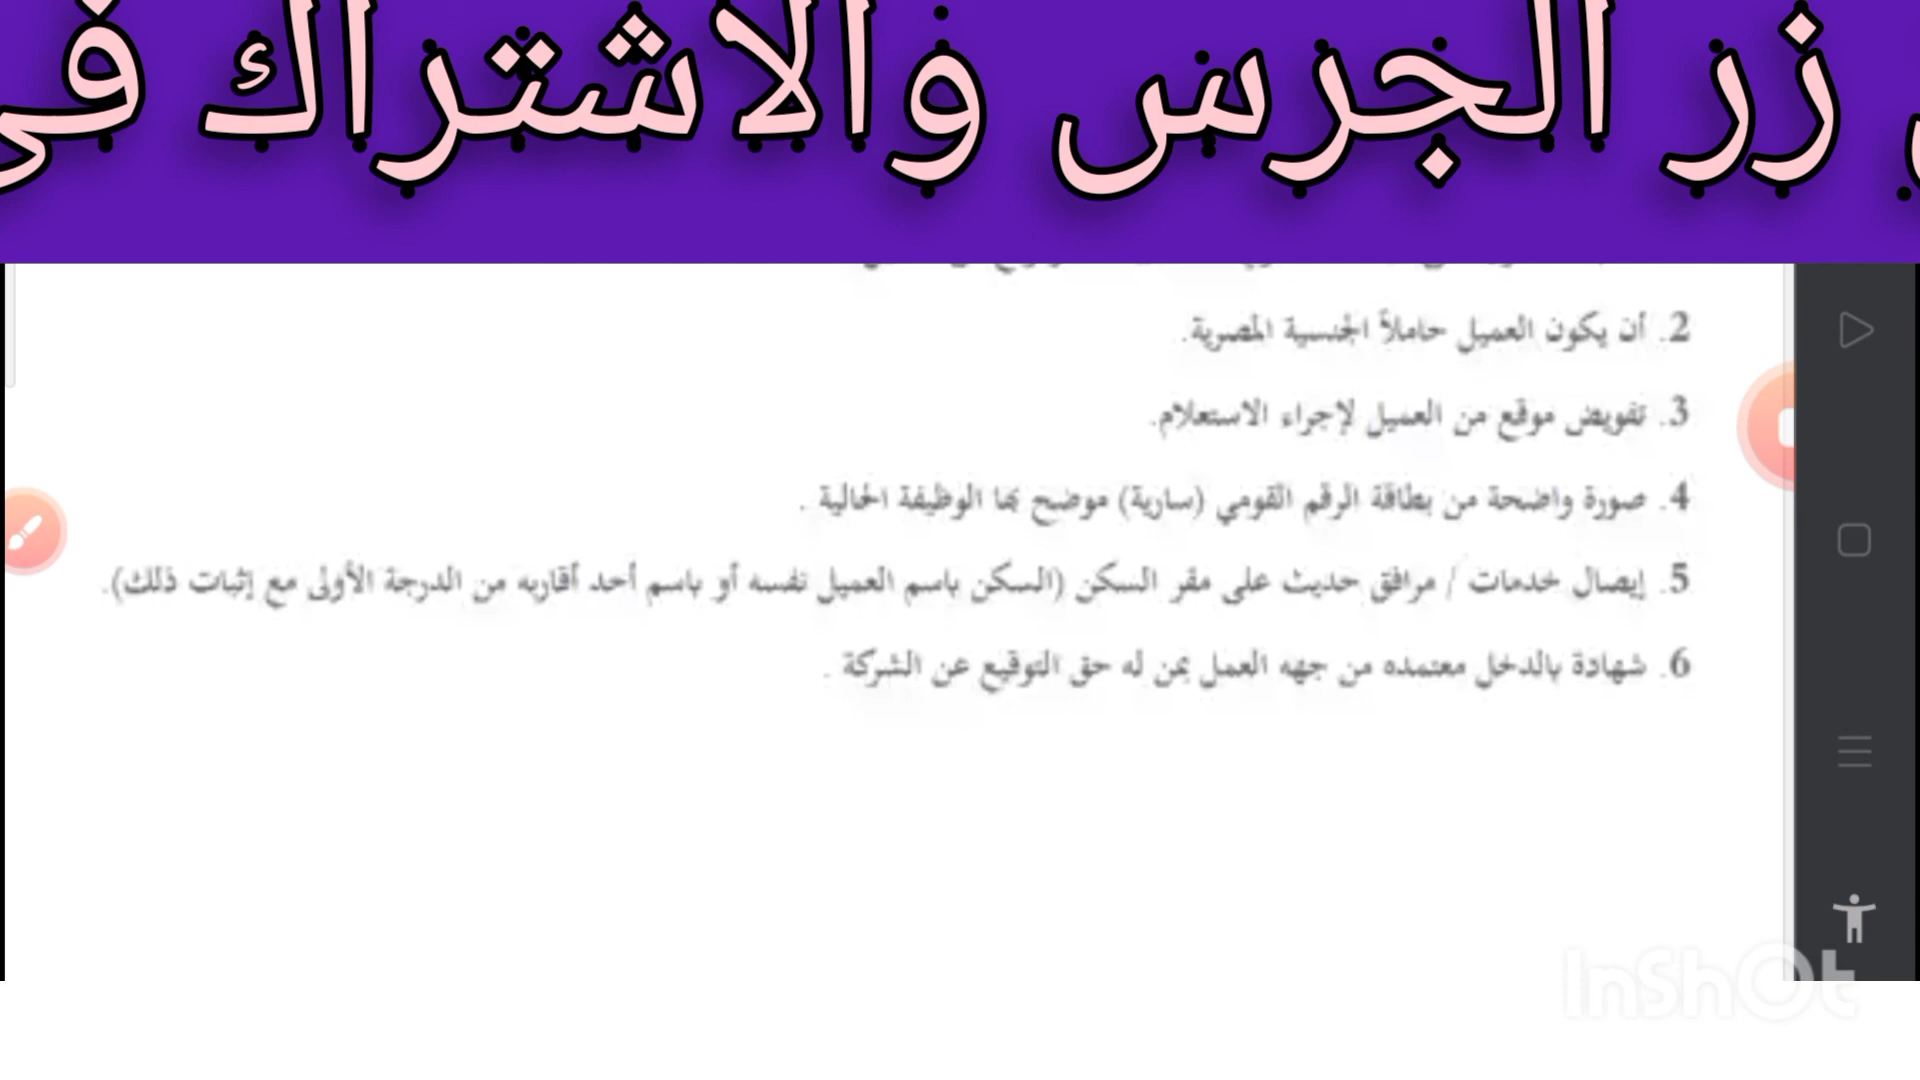 زر الجرس والاشتراك فى
2. أن يكون العميل حاملاً الجنسية المصرية.
3. تفويض موقع من العميل لإجراء الاستعلام.
4. صورة واضحة من بطاقة الرقم القومي (سارية) موضح بها الوظيفة الحالية .
5. إيصال خدمات / مرافق حديث على مقر السكن (السكن باسم العميل نفسه أو باسم أحد أقاربه من الدرجة الأولى مع إثبات ذلك).
6. شهادة بالدخل معتمده من جهه العمل بمن له حق التوقيع عن الشركة .
InShOt